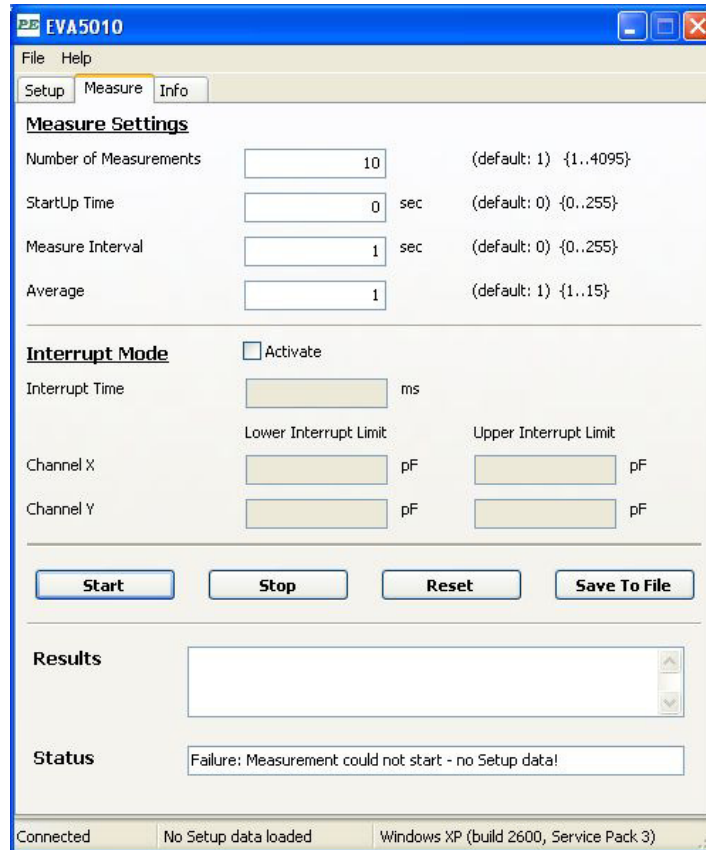 PE EVA5010
File Help
Setup Measure Info
Measure Settings
Number of Measurements 10 (default: 1) {1..4095}
StartUp Time 0 sec (default: 0) {0..255}
Measure Interval 1 sec (default: 0) {0..255}
Average 1 (default: 1) {1..15}
Interrupt Mode Activate
Interrupt Time ms
Lower Interrupt Limit Upper Interrupt Limit
Channel X pF pF
Channel Y pF pF
Start Stop Reset Save To File
Results
Status Failure: Measurement could not start - no Setup data!
Connected No Setup data loaded Windows XP (build 2600, Service Pack 3)